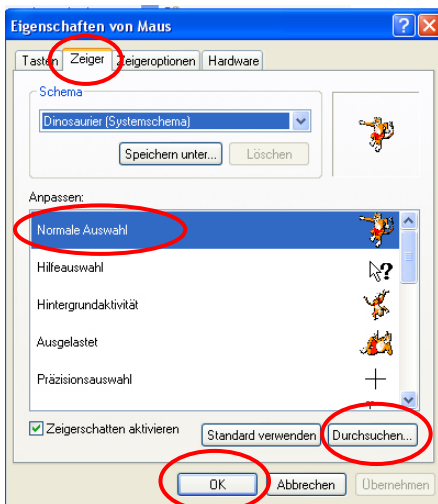 Eigenschaften von Maus
Tasten Zeiger Zeigeroptionen Hardware
Schema
Dinosaurier (Systemschema)
Speichern unter... Löschen
Anpassen:
Normale Auswahl
Hilfeauswahl
Hintergrundaktivität
Ausgelastet
Präzisionsauswahl
Zeigerschatten aktivieren Standard verwenden Durchsuchen...
OK Abbrechen Übernehmen